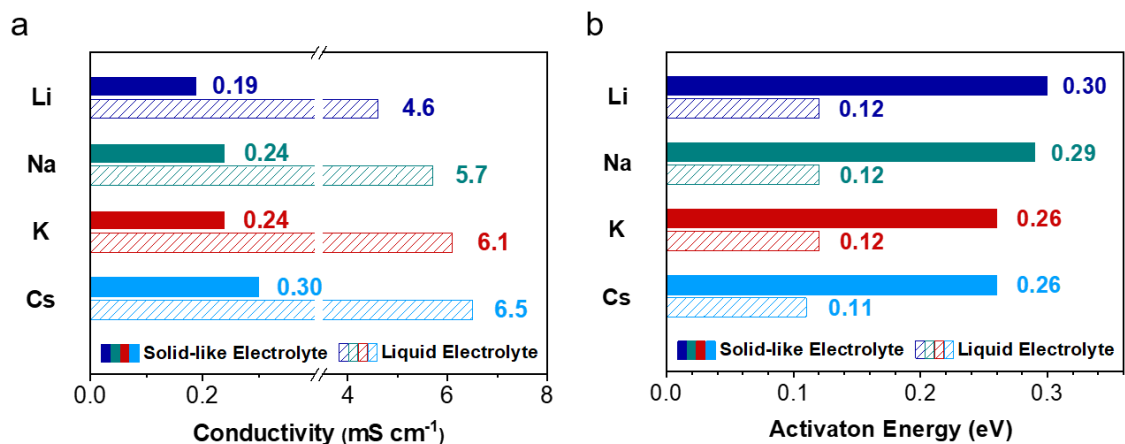 a
Li
0.19
4.6
Na
0.24
5.7
K
0.24
6.1
Cs
0.30
6.5
Solid-like Electrolyte Liquid Electrolyte
0.0 0.2 4 6 8
Conductivity (mS cm⁻¹)
b
Li
0.30
0.12
Na
0.29
0.12
K
0.26
0.12
Cs
0.26
0.11
Solid-like Electrolyte Liquid Electrolyte
0.0 0.1 0.2 0.3
Activaton Energy (eV)